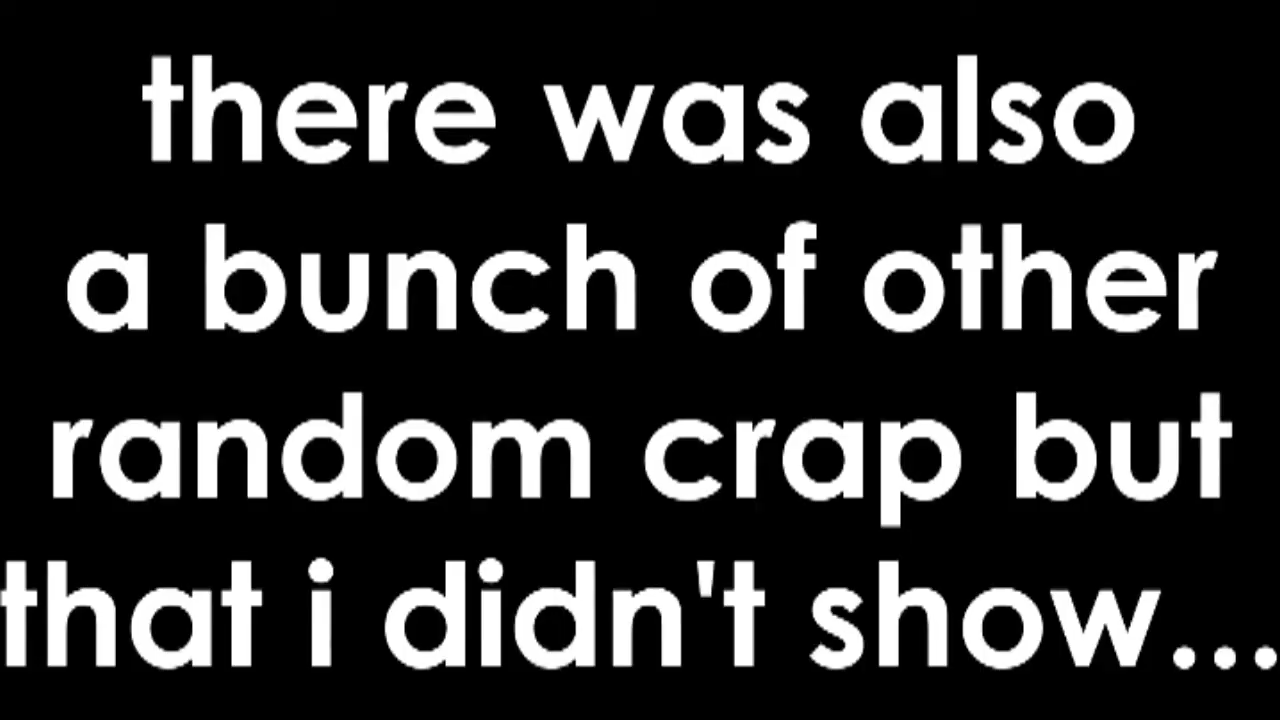 there was also
a bunch of other
random crap but
that i didn't show...